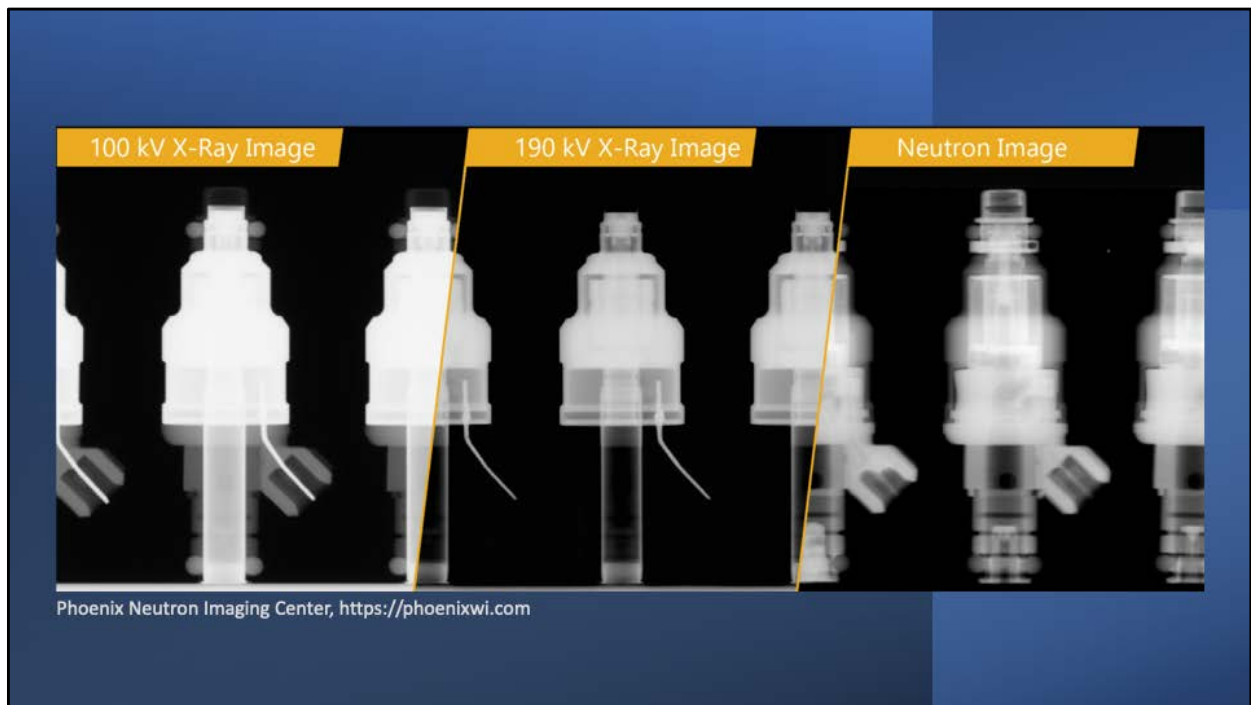 100 kV X-Ray Image
190 kV X-Ray Image
Neutron Image
Phoenix Neutron Imaging Center, https://phoenixwi.com